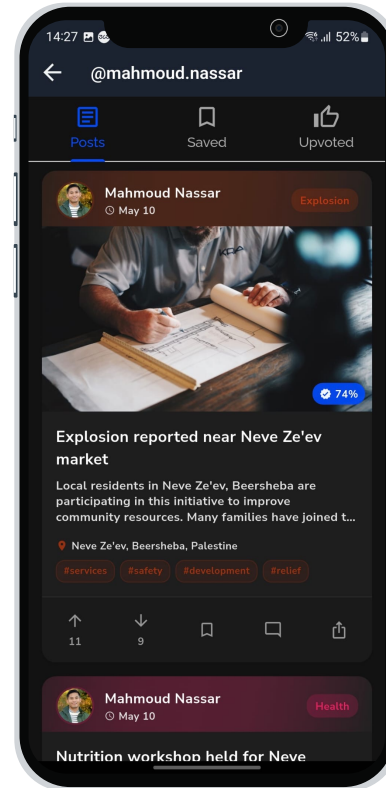 14:27
52%
@mahmoud.nassar
Posts
Saved
Upvoted
Mahmoud Nassar
May 10
Explosion
74%
Explosion reported near Neve Ze'ev
market
Local residents in Neve Ze'ev, Beersheba are
participating in this initiative to improve
community resources. Many families have joined t...
Neve Ze'ev, Beersheba, Palestine
#services #safety #development #relief
11
9
Mahmoud Nassar
May 10
Health
Nutrition workshop held for Neve